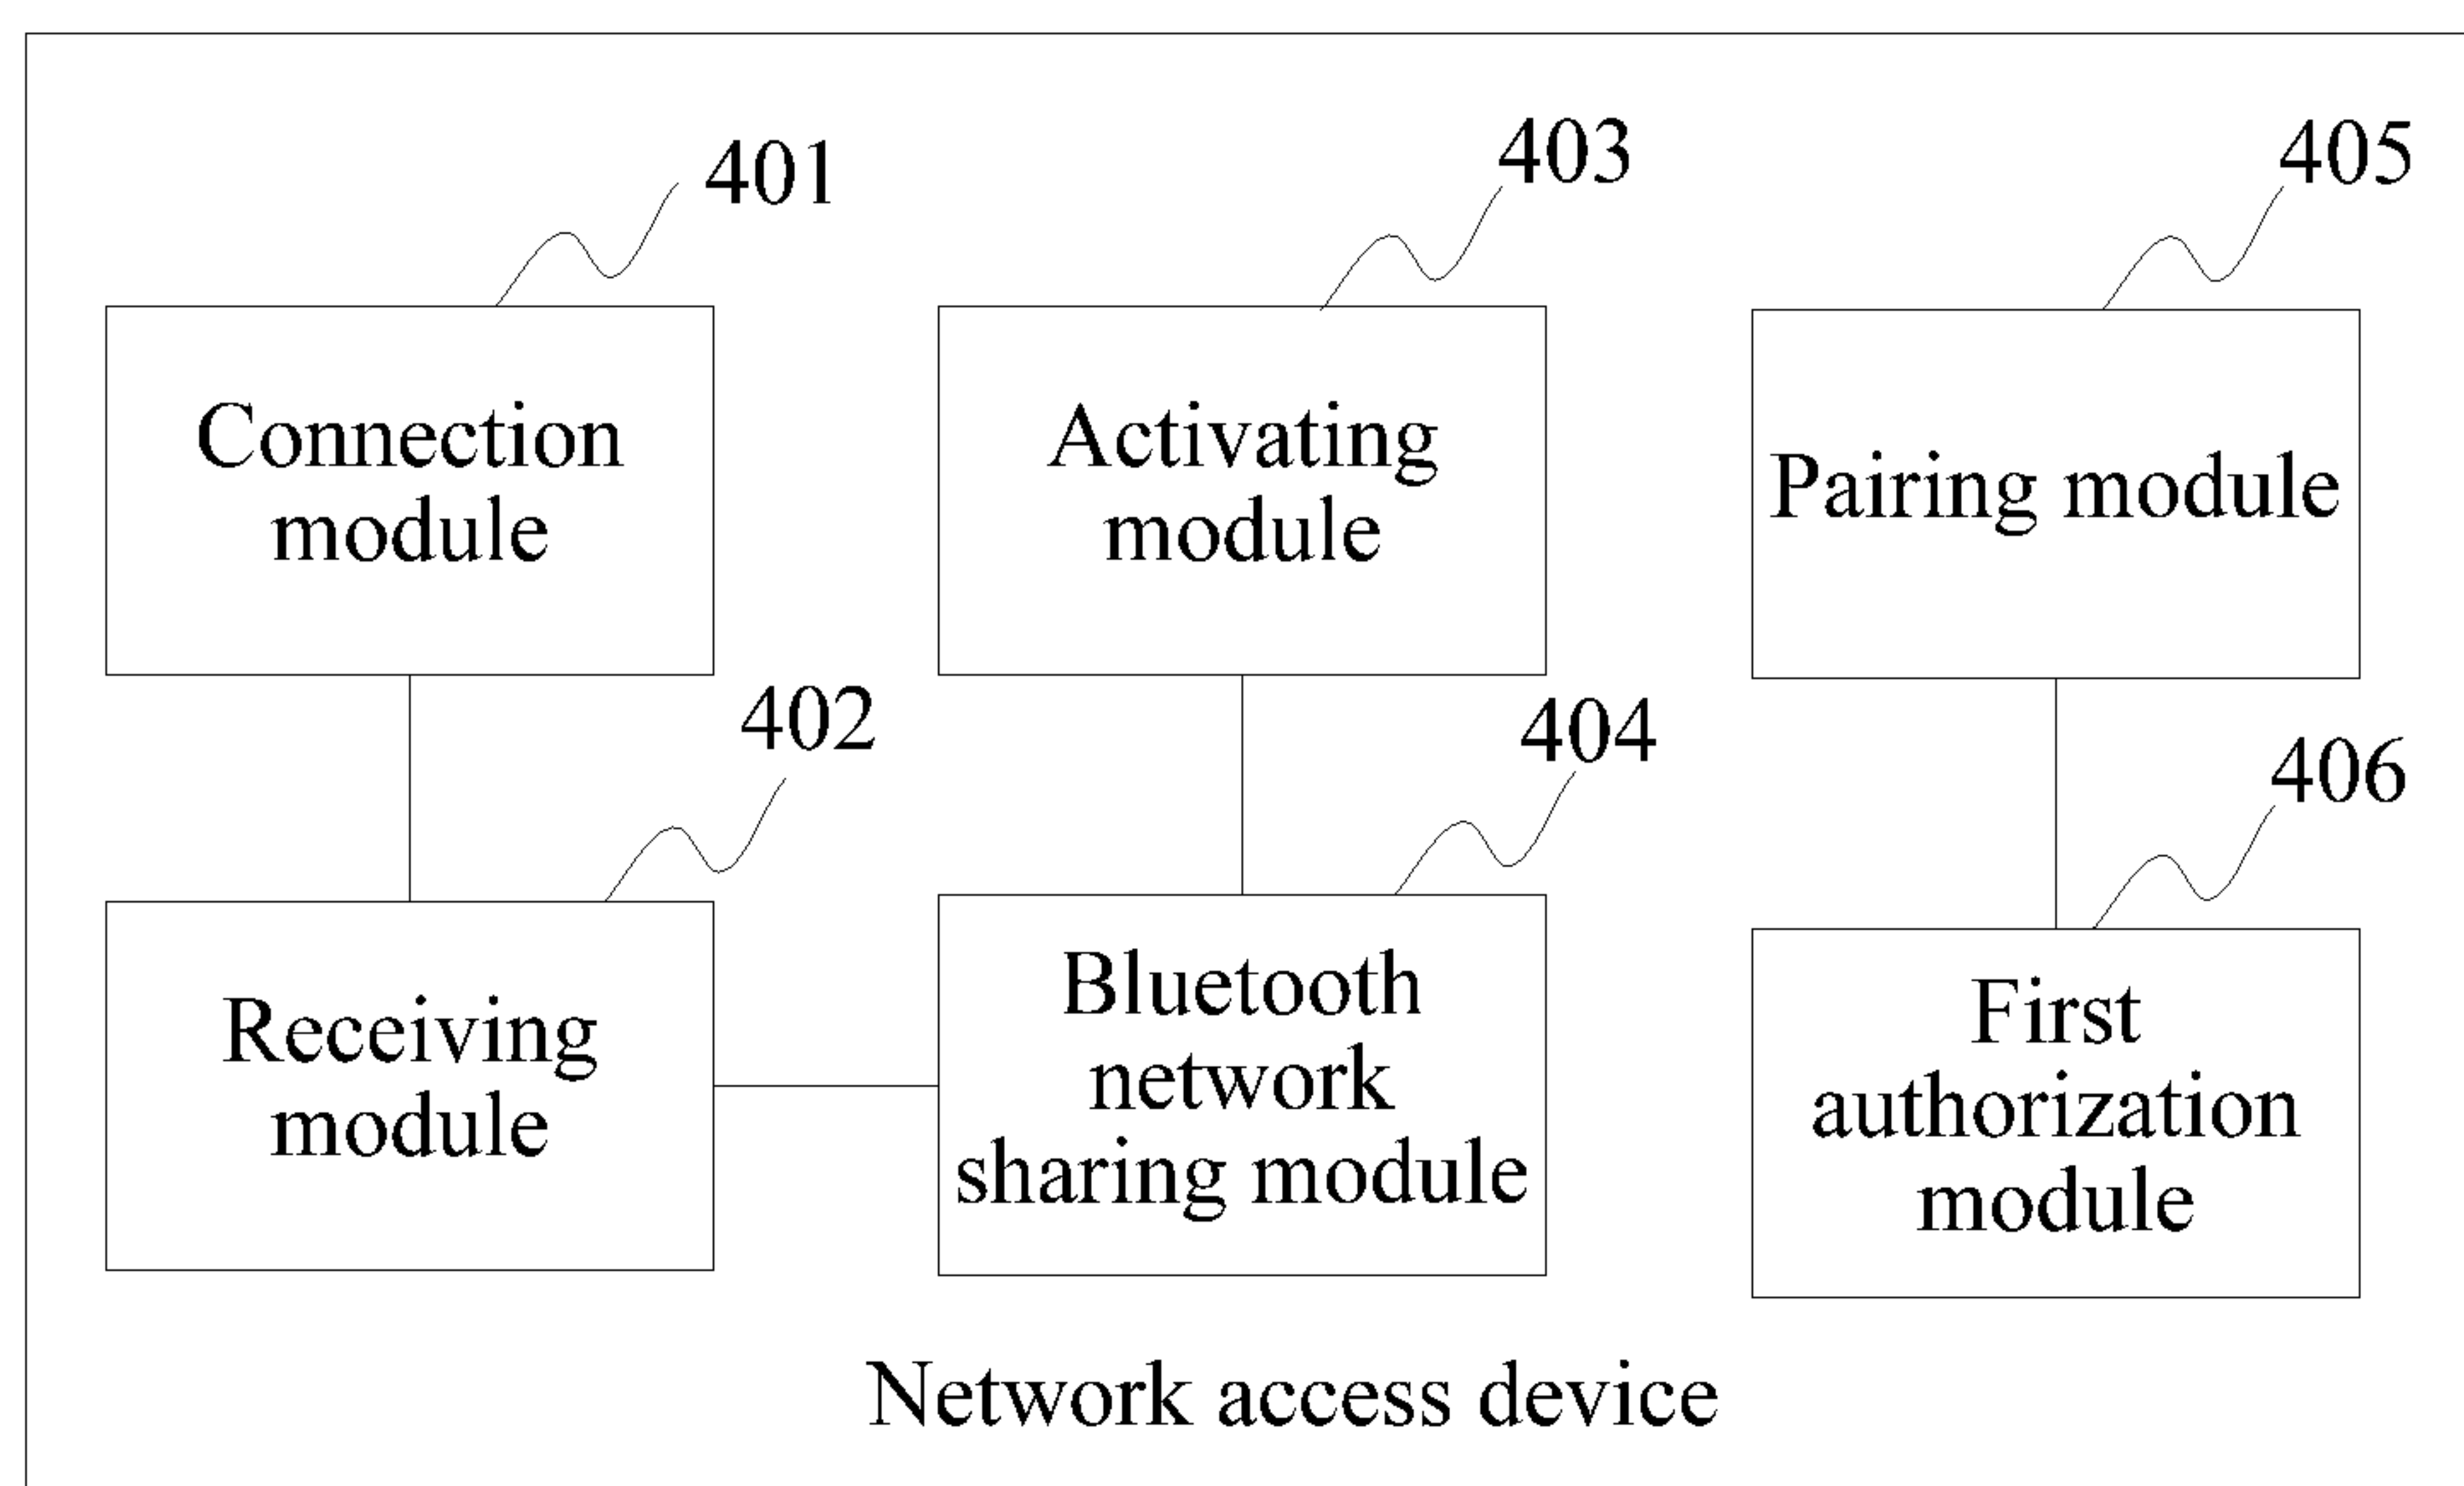 401
403
405
Connection
module
Activating
module
Pairing module
402
404
406
Receiving
module
Bluetooth
network
sharing module
First
authorization
module
Network access device